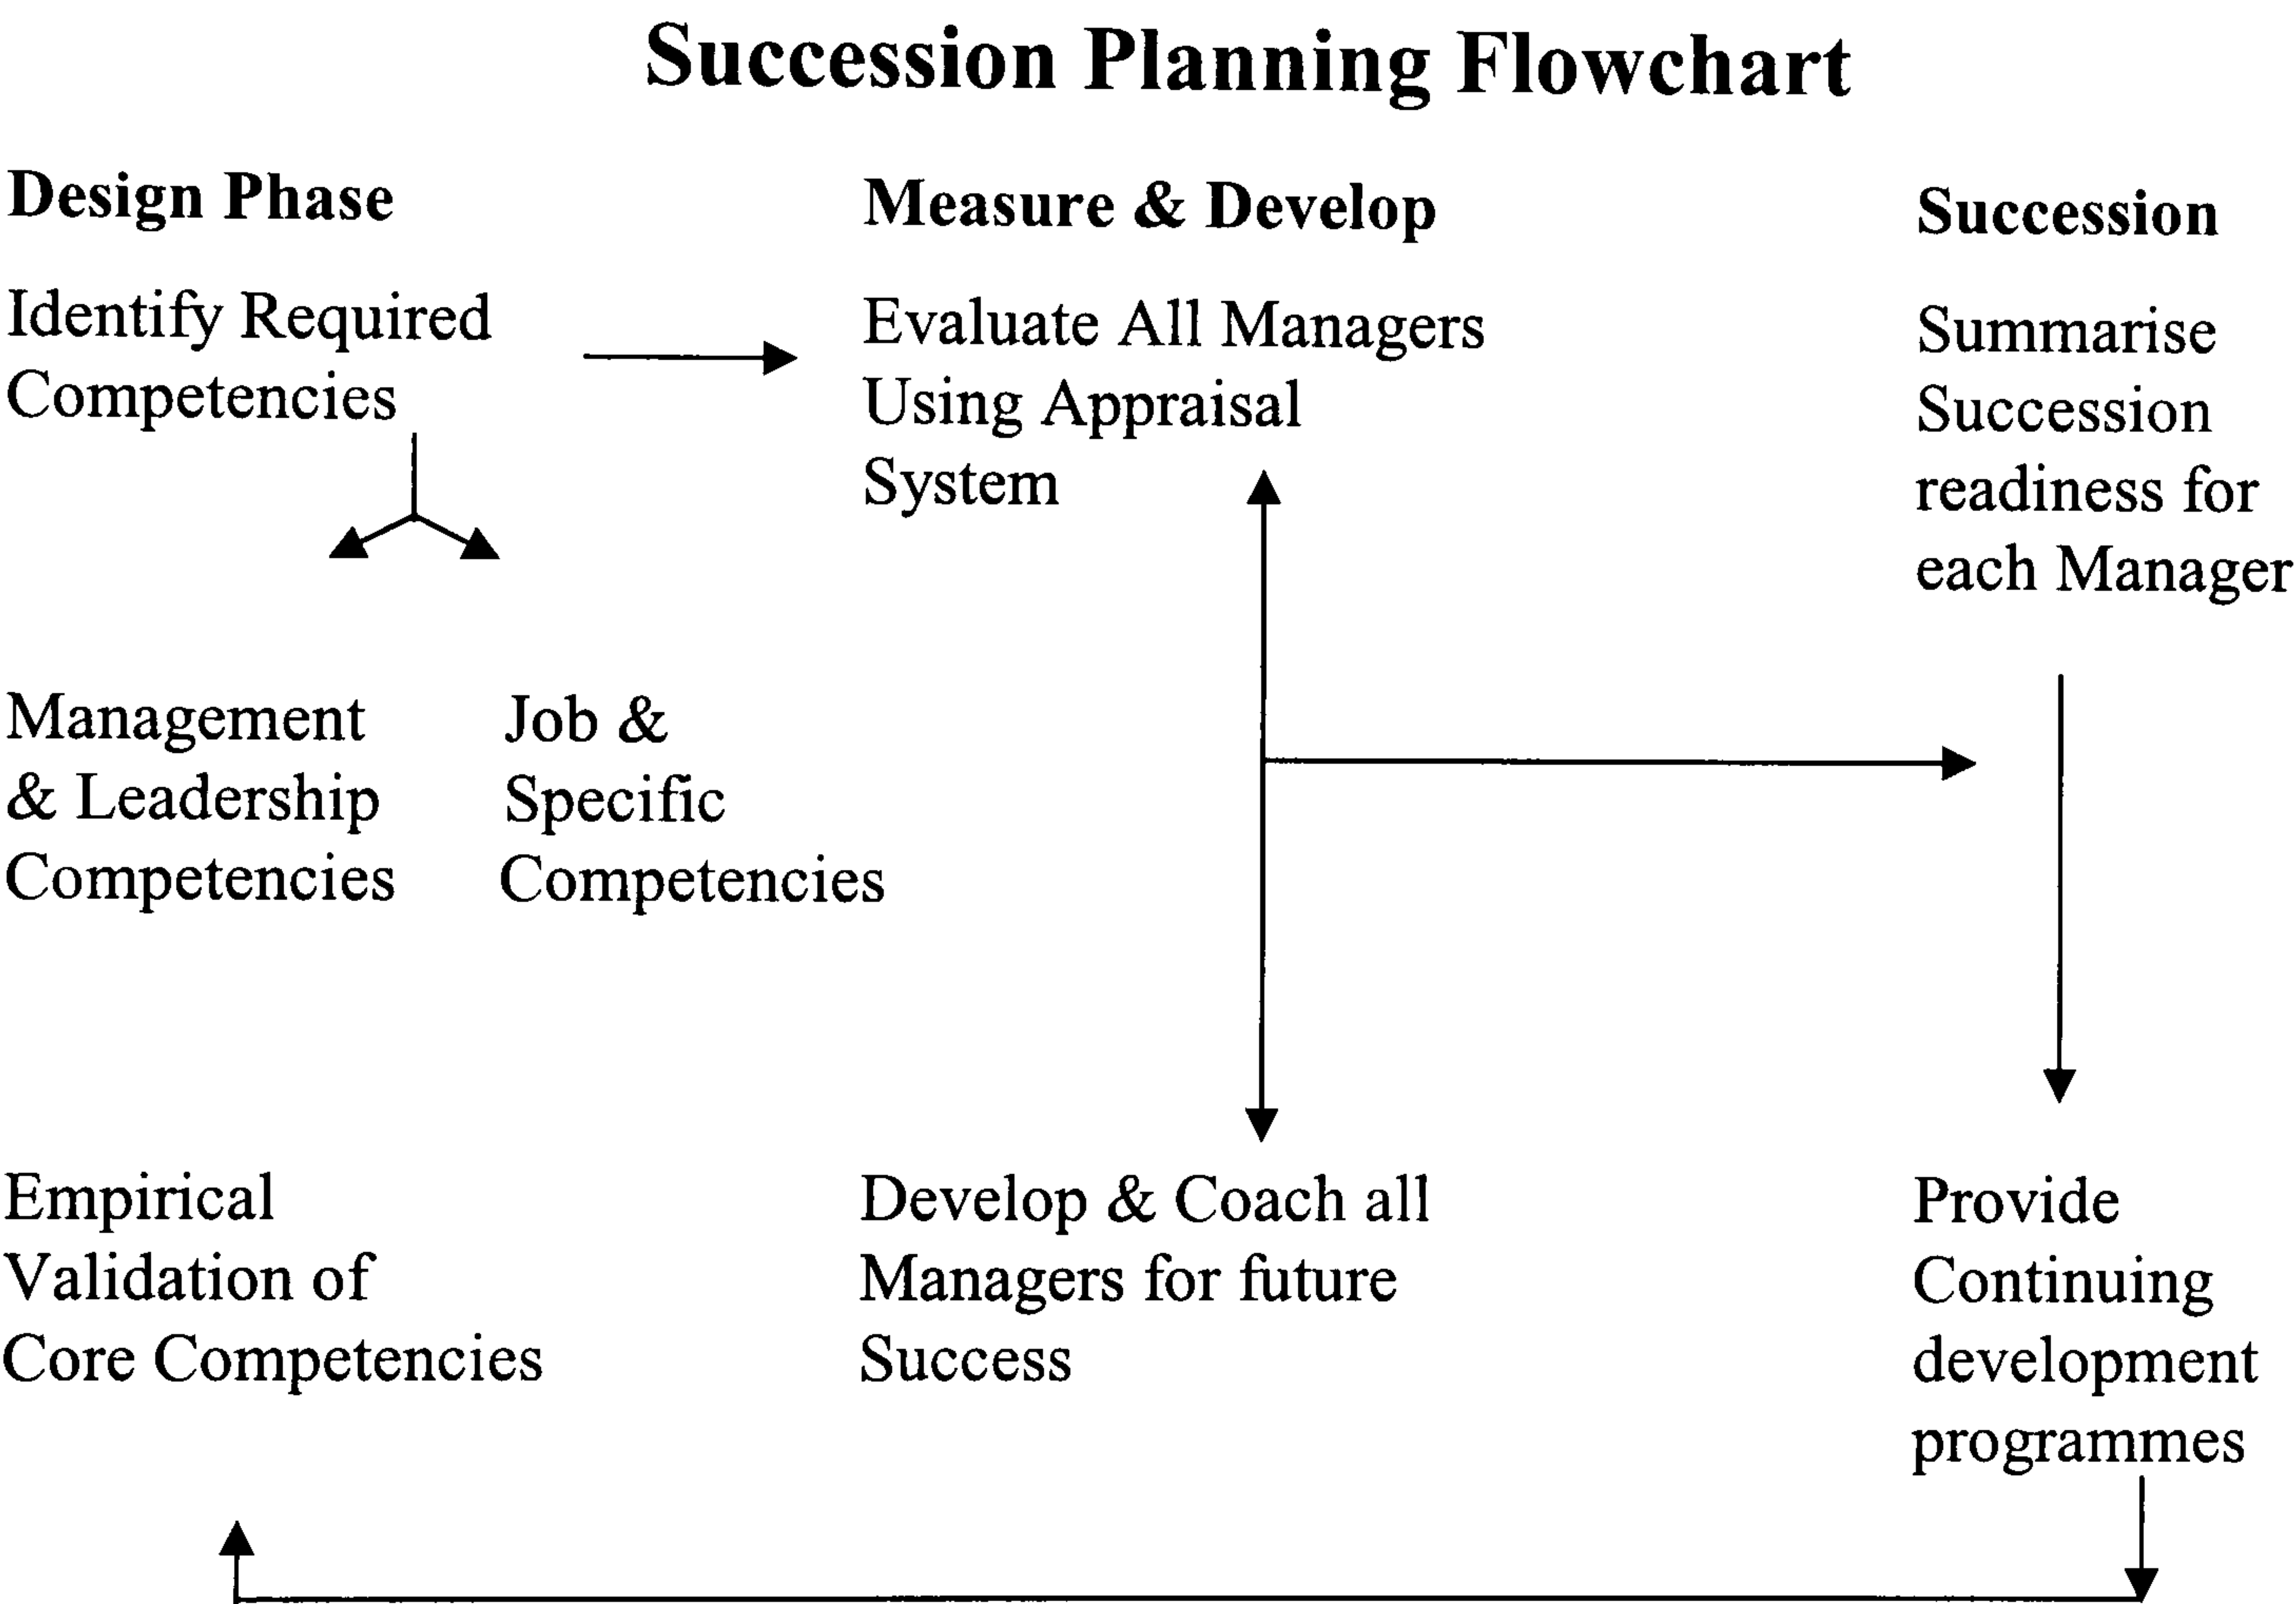 Succession Planning Flowchart
Design Phase
Identify Required
Competencies
Management
& Leadership
Competencies
Job &
Specific
Competencies
Empirical
Validation of
Core Competencies
Measure & Develop
Evaluate All Managers
Using Appraisal
System
Develop & Coach all
Managers for future
Success
Succession
Summarise
Succession
readiness for
each Manager
Provide
Continuing
development
programmes